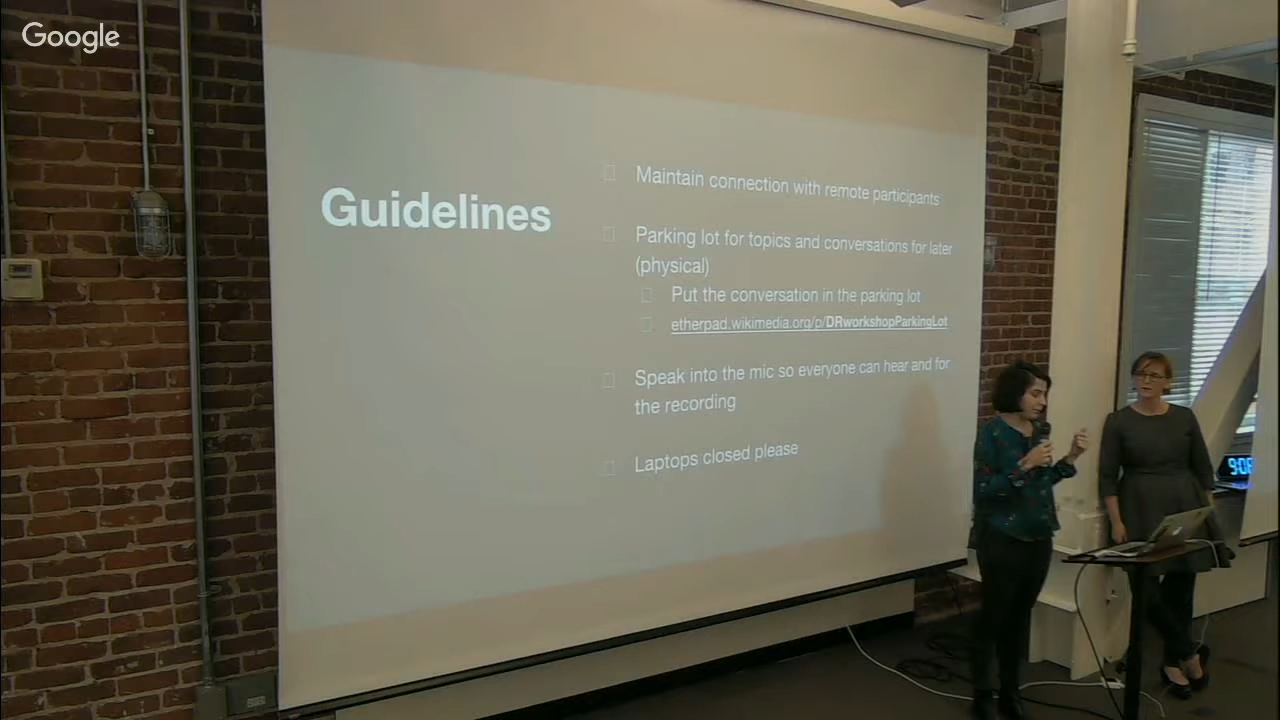 Google
Guidelines
Maintain connection with remote participants
Parking lot for topics and conversations for later
(physical)
Put the conversation in the parking lot
etherpad.wikimedia.org/p/DRworkshopParkingLot
Speak into the mic so everyone can hear and for
the recording
Laptops closed please